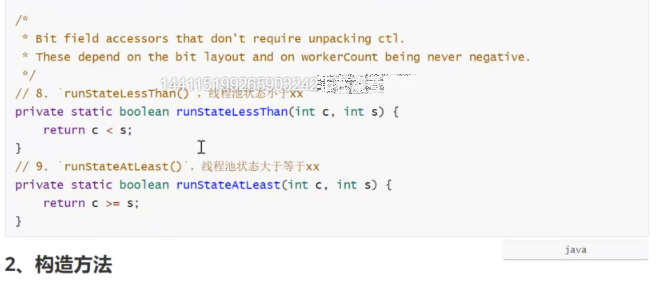 /*
 * Bit field accessors that don't require unpacking ctl.
 * These depend on the bit layout and on workerCount being never negative.
 */
// 8. `runStateLessThan()`，线程池状态小于xx
private static boolean runStateLessThan(int c, int s) {
    return c < s;
}
// 9. `runStateAtLeast()`，线程池状态大于等于xx
private static boolean runStateAtLeast(int c, int s) {
    return c >= s;
}
java
2、构造方法